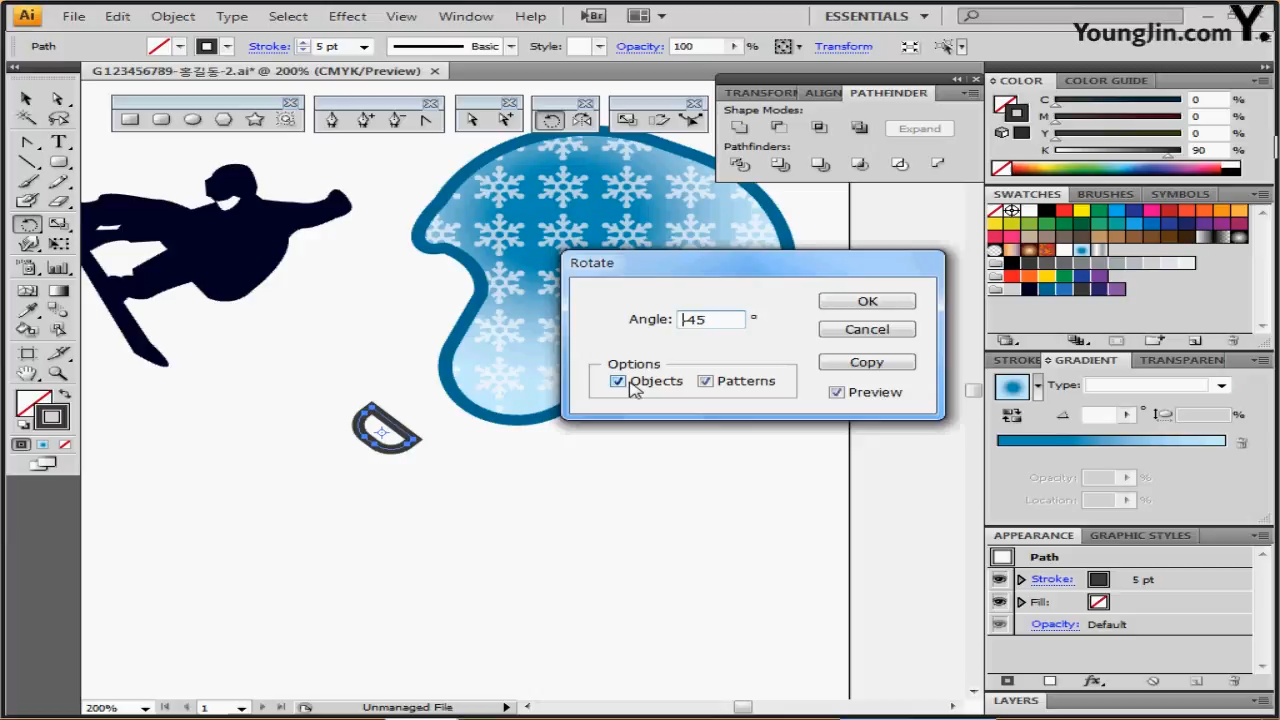 Ai File Edit Object Type Select Effect View Window Help Br ESSENTIALS
YoungJin.com Y.
Path Stroke: 5 pt Basic Style: Opacity: 100 % Transform
G123456789-홍길동-2.ai* @ 200% (CMYK/Preview)
TRANSFORM ALIGN PATHFINDER
Shape Modes:
Expand
Pathfinders:
COLOR COLOR GUIDE
C 0 %
M 0 %
Y 0 %
K 90 %
SWATCHES BRUSHES SYMBOLS
Rotate
Angle: -45 °
OK
Cancel
Options
Copy
Objects Patterns
Preview
STROKE GRADIENT TRANSPAREN
Type:
° %
Opacity: %
Location: %
APPEARANCE GRAPHIC STYLES
Path
Stroke: 5 pt
Fill:
Opacity: Default
fx
LAYERS
200% 1 Unmanaged File